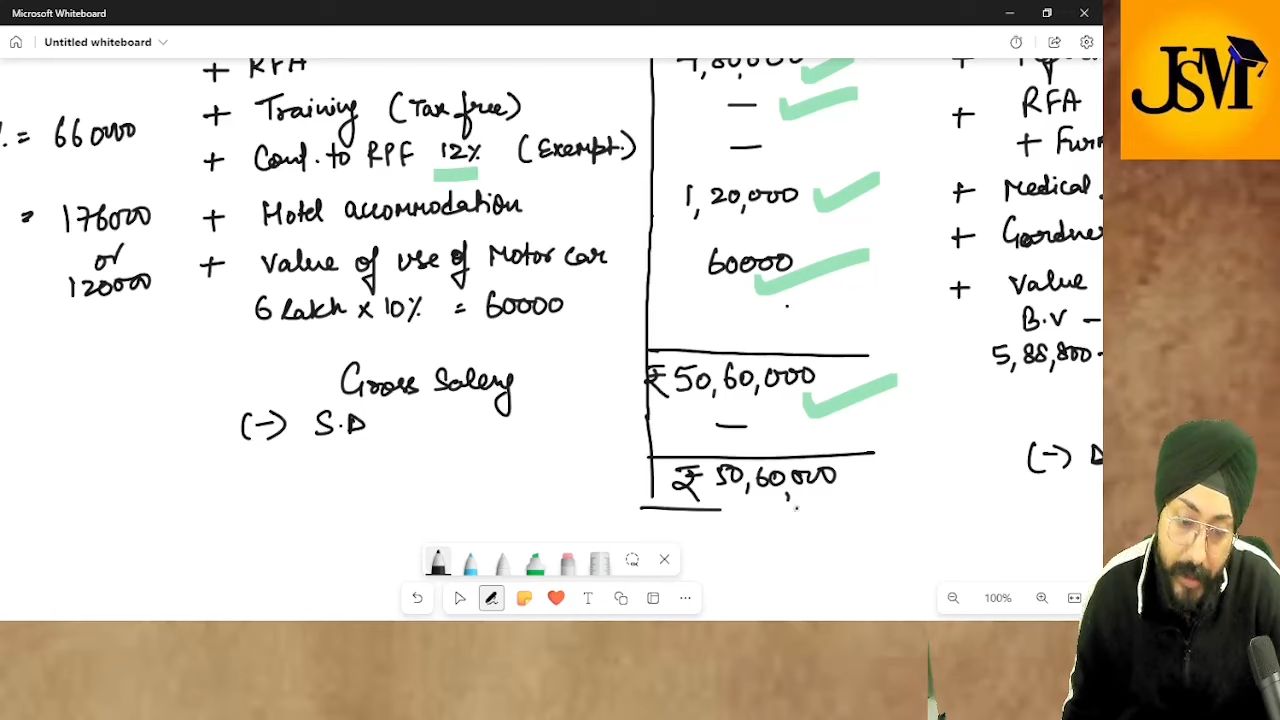 Microsoft Whiteboard
Untitled whiteboard
+ RFA
+ Training (Tax free) —
+ Cont. to RPF 12% (Exempt.) —
+ Hotel accommodation 1,20,000
+ Value of use of Motor car 60000
6 Lakh x 10% = 60000
Gross Salary ₹ 50,60,000
(-) S.D —
₹ 50,60,000
= 66000
= 176000
or
120000
+
+ RFA
+ Furn
+ Medical
+ Gardner
+ Value
B.V —
5,88,800
(-) D
100%
JSM